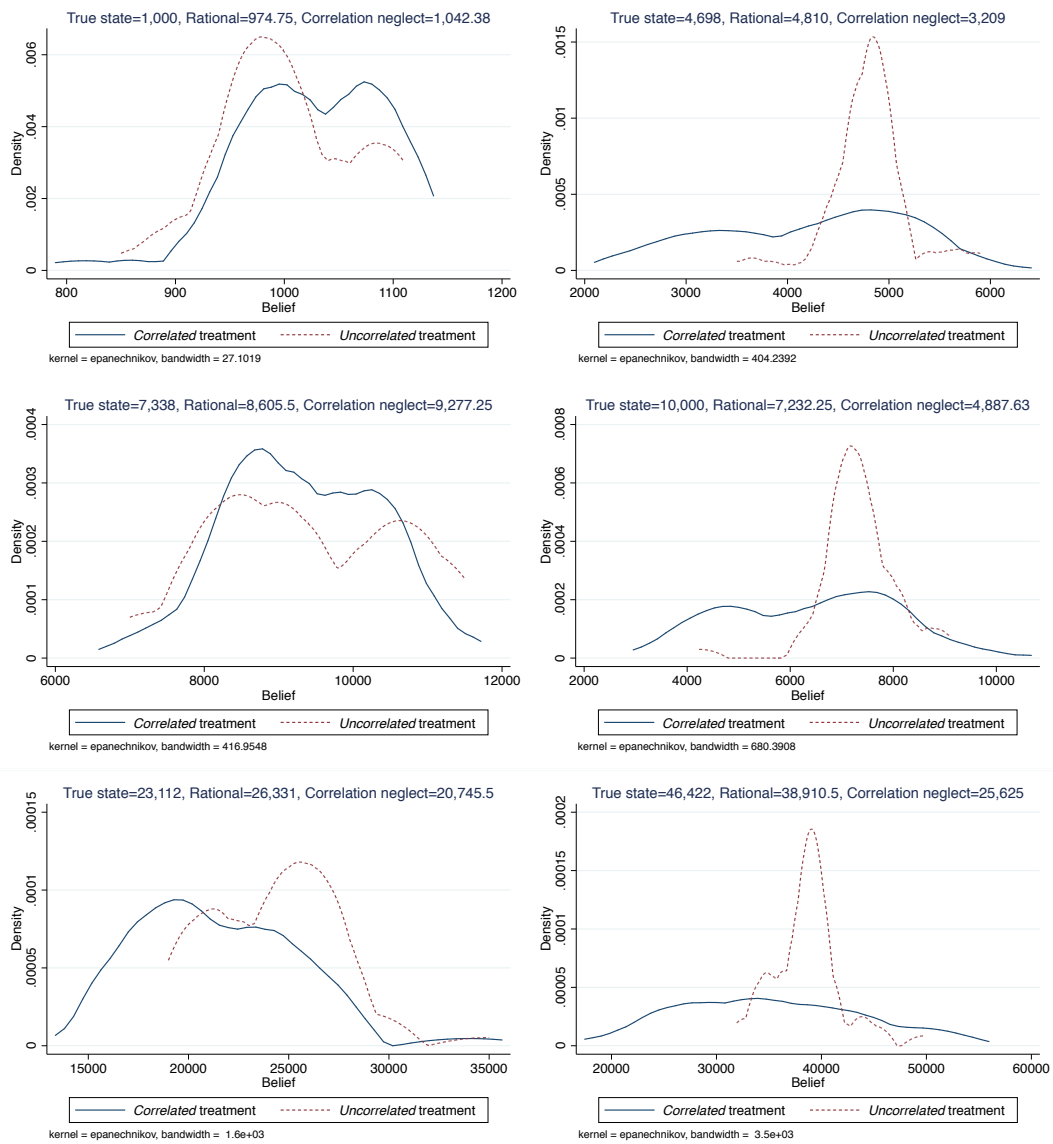 True state=1,000, Rational=974.75, Correlation neglect=1,042.38
.006
.004
.002
0
Density
800 900 1000 1100 1200
Belief
Correlated treatment Uncorrelated treatment
kernel = epanechnikov, bandwidth = 27.1019
True state=4,698, Rational=4,810, Correlation neglect=3,209
.0015
.001
.0005
0
Density
2000 3000 4000 5000 6000
Belief
Correlated treatment Uncorrelated treatment
kernel = epanechnikov, bandwidth = 404.2392
True state=7,338, Rational=8,605.5, Correlation neglect=9,277.25
.0004
.0003
.0002
.0001
0
Density
6000 8000 10000 12000
Belief
Correlated treatment Uncorrelated treatment
kernel = epanechnikov, bandwidth = 416.9548
True state=10,000, Rational=7,232.25, Correlation neglect=4,887.63
.0008
.0006
.0004
.0002
0
Density
2000 4000 6000 8000 10000
Belief
Correlated treatment Uncorrelated treatment
kernel = epanechnikov, bandwidth = 680.3908
True state=23,112, Rational=26,331, Correlation neglect=20,745.5
.00015
.0001
.00005
0
Density
15000 20000 25000 30000 35000
Belief
Correlated treatment Uncorrelated treatment
kernel = epanechnikov, bandwidth = 1.6e+03
True state=46,422, Rational=38,910.5, Correlation neglect=25,625
.0002
.00015
.0001
.00005
0
Density
20000 30000 40000 50000 60000
Belief
Correlated treatment Uncorrelated treatment
kernel = epanechnikov, bandwidth = 3.5e+03